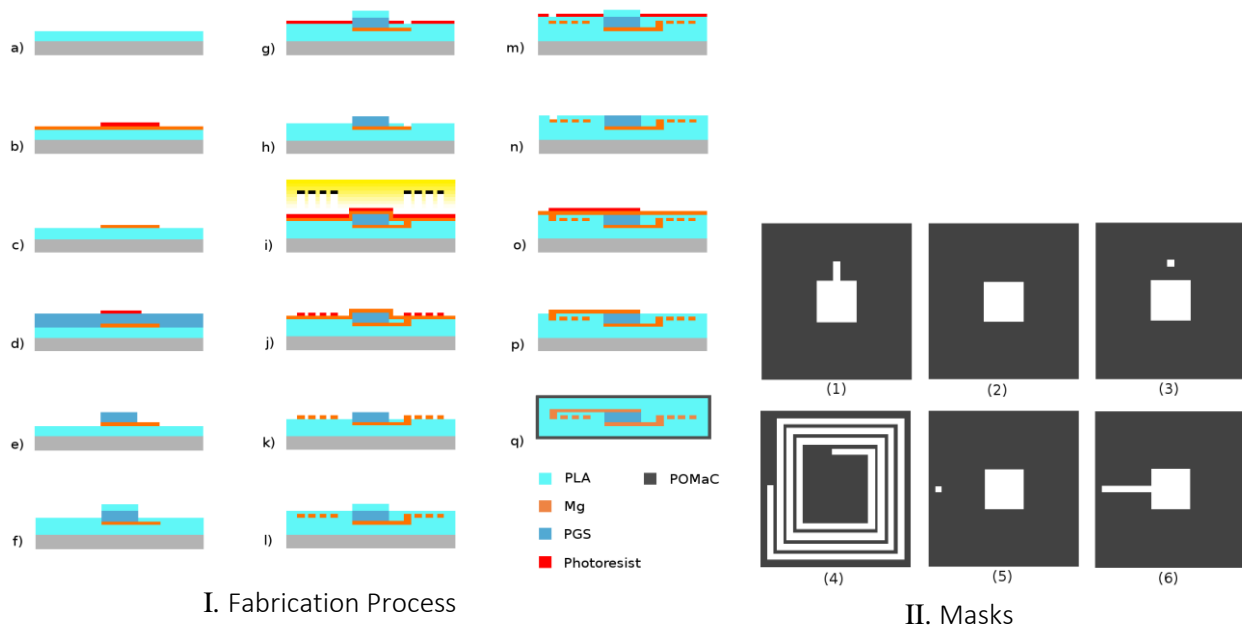 a)
b)
c)
d)
e)
f)
g)
h)
i)
j)
k)
l)
m)
n)
o)
p)
q)
PLA
POMaC
Mg
PGS
Photoresist
I. Fabrication Process
(1)
(2)
(3)
(4)
(5)
(6)
II. Masks